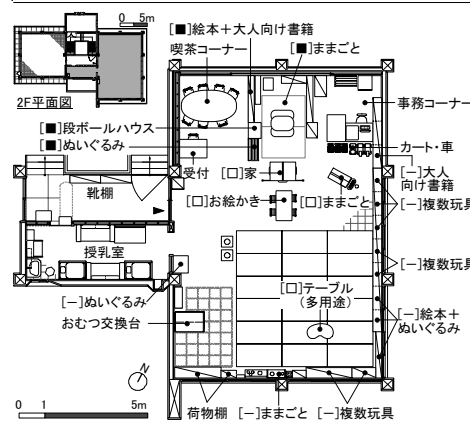 0 5m
2F平面図
[■]絵本+大人向け書籍
喫茶コーナー
[■]ままごと
事務コーナー
[■]段ボールハウス
[■]ぬいぐるみ
受付
[□]家
カート・車
[−]大人
向け書籍
靴棚
[□]お絵かき
[□]ままごと
[−]複数玩具
授乳室
[−]複数玩具
[−]ぬいぐるみ
おむつ交換台
[□]テーブル
(多用途)
[−]絵本+
ぬいぐるみ
N
0 1 5m
荷物棚
[−]ままごと
[−]複数玩具